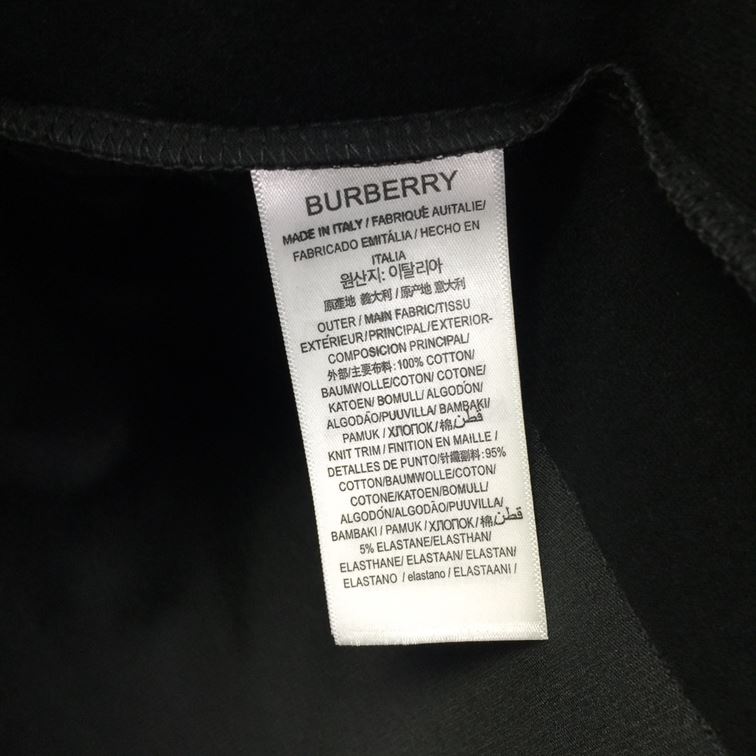 BURBERRY
MADE IN ITALY / FABRIQUÉ AUITALIE/
FABRICADO EMITÁLIA / HECHO EN
ITALIA
원산지: 이탈리아
原產地 義大利 / 原产地 意大利
OUTER / MAIN FABRIC/TISSU
EXTÉRIEUR/PRINCIPAL/EXTERIOR-
COMPOSICION PRINCIPAL/
外部/主要布料:100% COTTON/
BAUMWOLLE/COTON/ COTONE/
KATOEN/ BOMULL/ ALGODÓN/
ALGODÃO/PUUVILLA/ BAMBAKI/
PAMUK / ХЛОПОК / 棉/قطن
KNIT TRIM / FINITION EN MAILLE /
DETALLES DE PUNTO/针織副料:95%
COTTON/BAUMWOLLE/COTON/
COTONE/KATOEN/BOMULL/
ALGODÓN/ALGODÃO/PUUVILLA/
BAMBAKI / PAMUK / ХЛОПОК / 棉/قطن
5% ELASTANE/ELASTHAN/
ELASTHANE/ ELASTAAN/ ELASTAN/
ELASTANO / elastano / ELASTAANI /